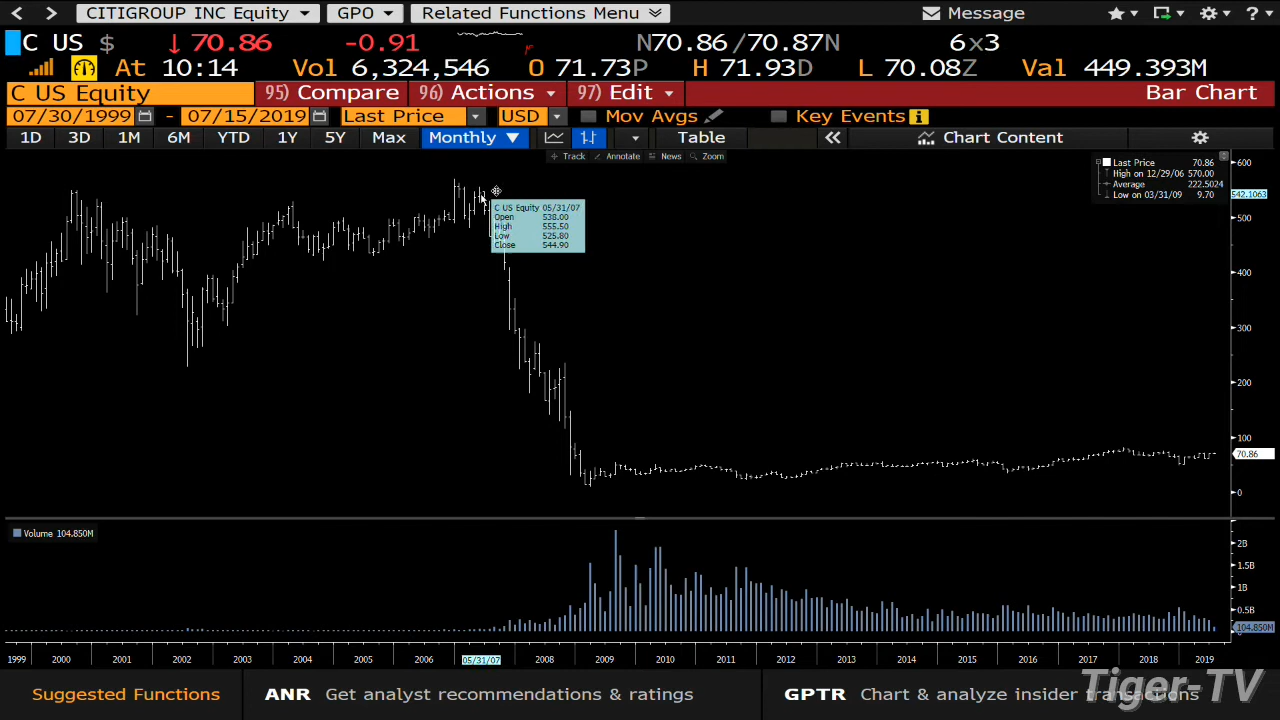 CITIGROUP INC Equity GPO Related Functions Menu Message
C US $ 70.86 -0.91 N70.86/70.87N 6x3
At 10:14 Vol 6,324,546 O 71.73P H 71.93D L 70.08Z Val 449.393M
C US Equity 95) Compare 96) Actions 97) Edit Bar Chart
07/30/1999 - 07/15/2019 Last Price USD Mov Avgs Key Events
1D 3D 1M 6M YTD 1Y 5Y Max Monthly Table Chart Content
Track Annotate News Zoom
Last Price 70.86
High on 12/29/06 570.00
Average 222.5024
Low on 03/31/09 9.70
600
542.1063
500
400
300
200
100
70.86
0
C US Equity 05/31/07
Open 538.00
High 555.50
Low 525.80
Close 544.90
Volume 104.850M
2B
1.5B
1B
0.5B
104.850M
0
1999 2000 2001 2002 2003 2004 2005 2006 05/31/07 2008 2009 2010 2011 2012 2013 2014 2015 2016 2017 2018 2019
Suggested Functions ANR Get analyst recommendations & ratings GPTR Chart & analyze insider transactions
Tiger-TV